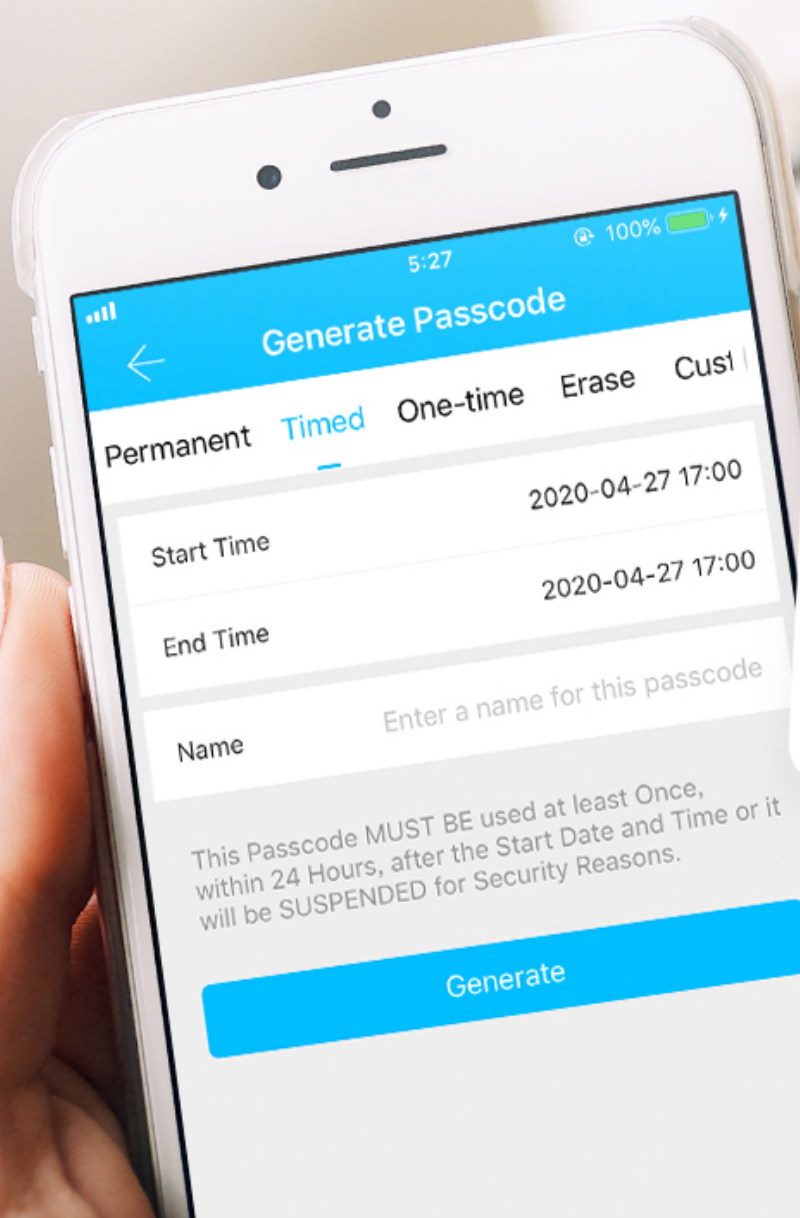 5:27
100%
Generate Passcode
Permanent Timed One-time Erase
Start Time 2020-04-27 17:00
End Time 2020-04-27 17:00
Name Enter a name for this passcode
This Passcode MUST BE used at least Once,
within 24 Hours, after the Start Date and Time or it
will be SUSPENDED for Security Reasons.
Generate